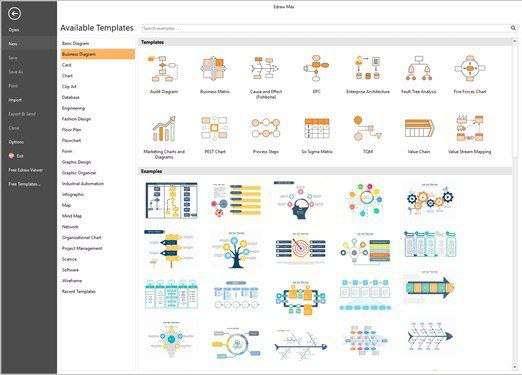 Edraw Max
Open
New
Save
Save As
Print
Import
Export & Send
Close
Options
Exit
Free Edraw Viewer
Free Templates...
Available Templates
Search examples ...
Basic Diagram
Business Diagram
Card
Chart
Clip Art
Database
Engineering
Fashion Design
Floor Plan
Flowchart
Form
Graphic Design
Graphic Organizer
Industrial Automation
Infographic
Map
Mind Map
Network
Organizational Chart
Project Management
Science
Software
Wireframe
Recent Templates
Templates
Audit Diagram
Business Matrix
Cause and Effect
(Fishbone)
EPC
Enterprise Architecture
Fault Tree Analysis
Five Forces Chart
Marketing Charts and
Diagrams
PEST Chart
Process Steps
Six Sigma Matrix
TQM
Value Chain
Value Stream Mapping
Examples